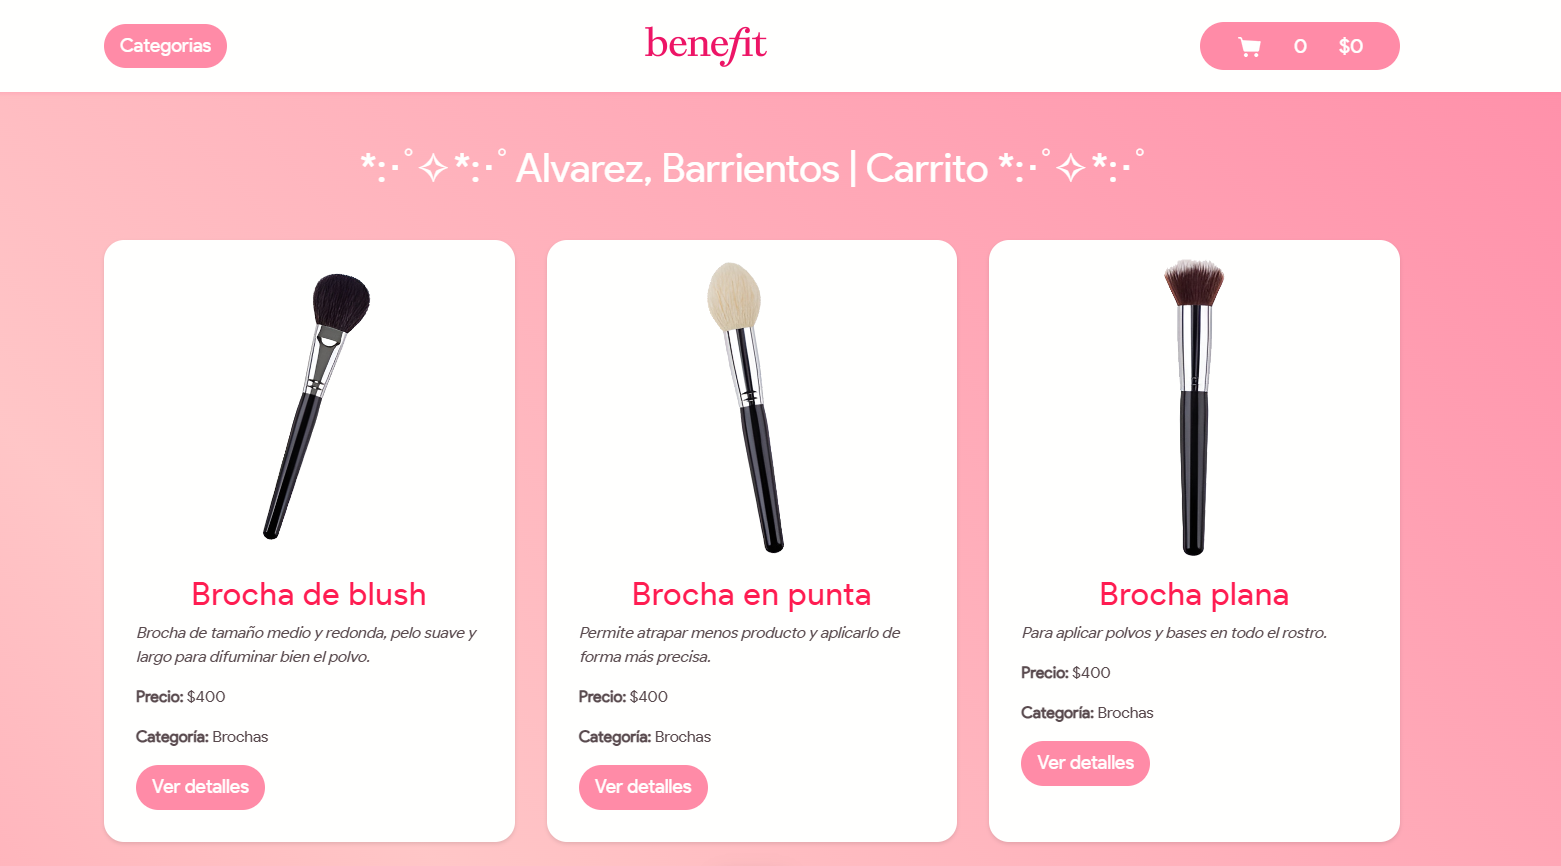 Categorias
benefit
0 $0
*:·ﾟ✧*:·ﾟ Alvarez, Barrientos | Carrito *:·ﾟ✧*:·ﾟ
Brocha de blush
Brocha de tamaño medio y redonda, pelo suave y
largo para difuminar bien el polvo.
Precio: $400
Categoría: Brochas
Ver detalles
Brocha en punta
Permite atrapar menos producto y aplicarlo de
forma más precisa.
Precio: $400
Categoría: Brochas
Ver detalles
Brocha plana
Para aplicar polvos y bases en todo el rostro.
Precio: $400
Categoría: Brochas
Ver detalles